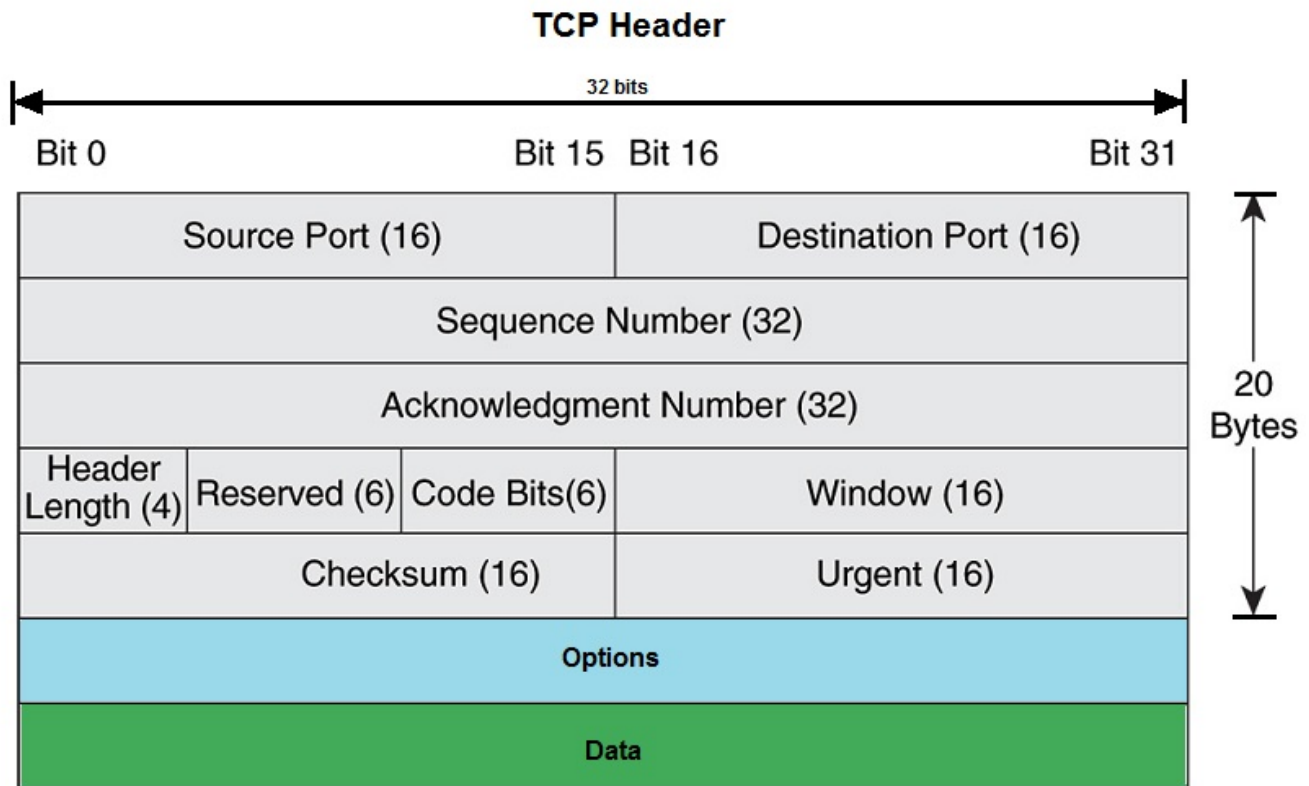 TCP Header
32 bits
Bit 0 Bit 15 Bit 16 Bit 31
Source Port (16) Destination Port (16)
Sequence Number (32)
Acknowledgment Number (32)
20
Bytes
Header
Length (4) Reserved (6) Code Bits(6) Window (16)
Checksum (16) Urgent (16)
Options
Data